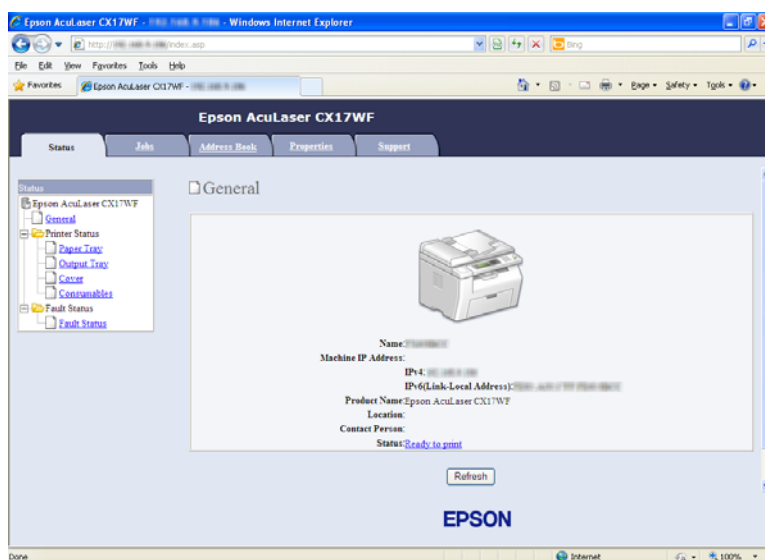 Epson AcuLaser CX17WF - - Windows Internet Explorer
http:// /index.asp
Bing
File Edit View Favorites Tools Help
Favorites Epson AcuLaser CX17WF -
Page Safety Tools
Epson AcuLaser CX17WF
Status Jobs Address Book Properties Support
Status
Epson AcuLaser CX17WF
General
Printer Status
Paper Tray
Output Tray
Cover
Consumables
Fault Status
Fault Status
General
Name:
Machine IP Address:
IPv4:
IPv6(Link-Local Address):
Product Name:Epson AcuLaser CX17WF
Location:
Contact Person:
Status:Ready to print
Refresh
EPSON
Done Internet 100%